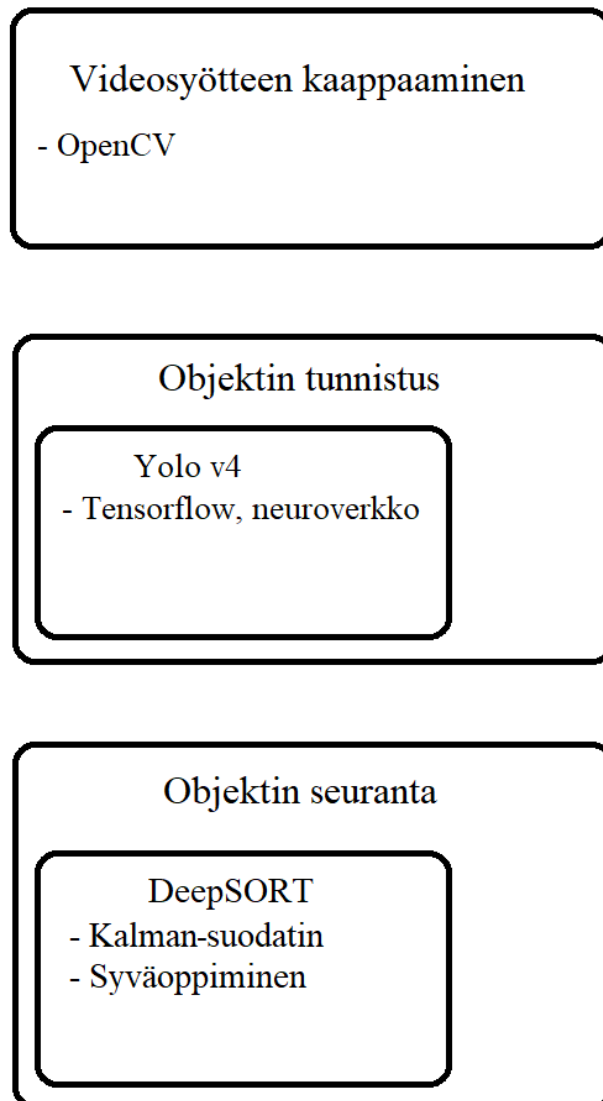 Videosyötteen kaappaaminen
- OpenCV
Objektin tunnistus
Yolo v4
- Tensorflow, neuroverkko
Objektin seuranta
DeepSORT
- Kalman-suodatin
- Syväoppiminen